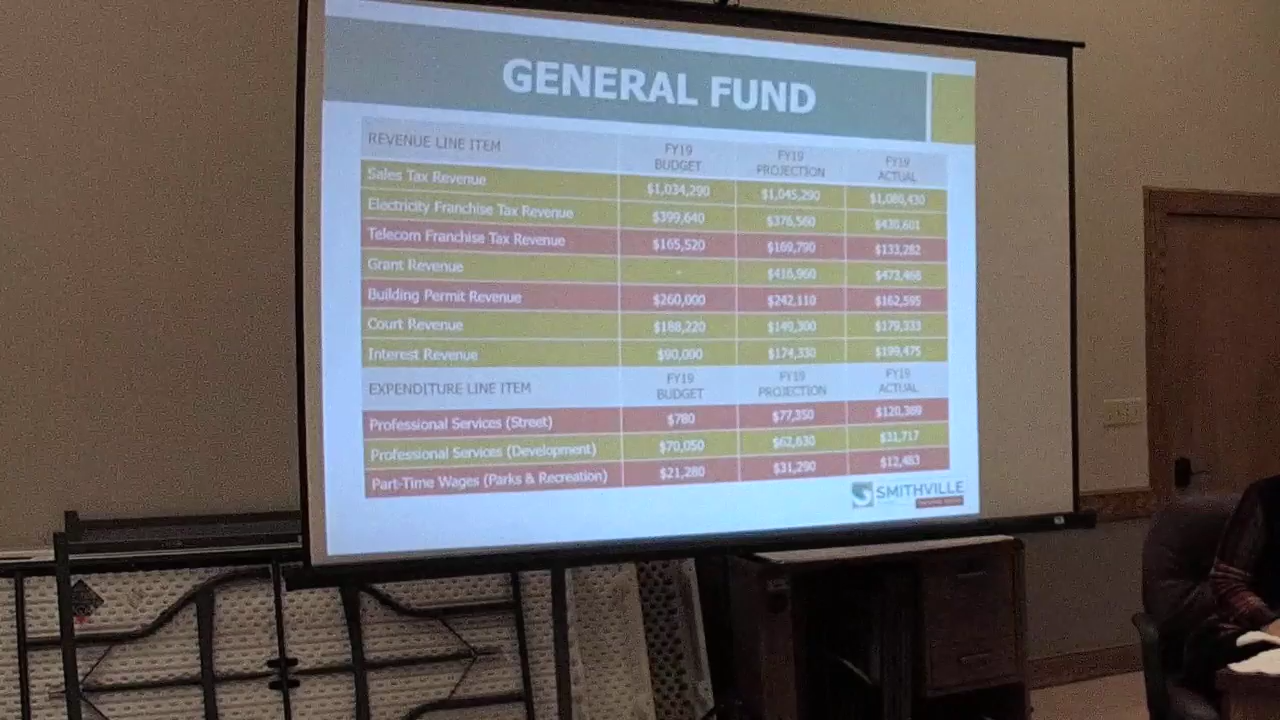 GENERAL FUND
REVENUE LINE ITEM FY19 BUDGET FY19 PROJECTION FY19 ACTUAL
Sales Tax Revenue $1,034,290 $1,045,290 $1,080,430
Electricity Franchise Tax Revenue $399,640 $376,560 $430,601
Telecom Franchise Tax Revenue $165,520 $169,790 $133,282
Grant Revenue - $416,960 $473,468
Building Permit Revenue $260,000 $242,110 $162,595
Court Revenue $188,220 $149,300 $179,333
Interest Revenue $90,000 $174,330 $199,475
EXPENDITURE LINE ITEM FY19 BUDGET FY19 PROJECTION FY19 ACTUAL
Professional Services (Street) $780 $77,350 $120,369
Professional Services (Development) $70,050 $62,630 $31,717
Part-Time Wages (Parks & Recreation) $21,280 $31,290 $12,483
SMITHVILLE